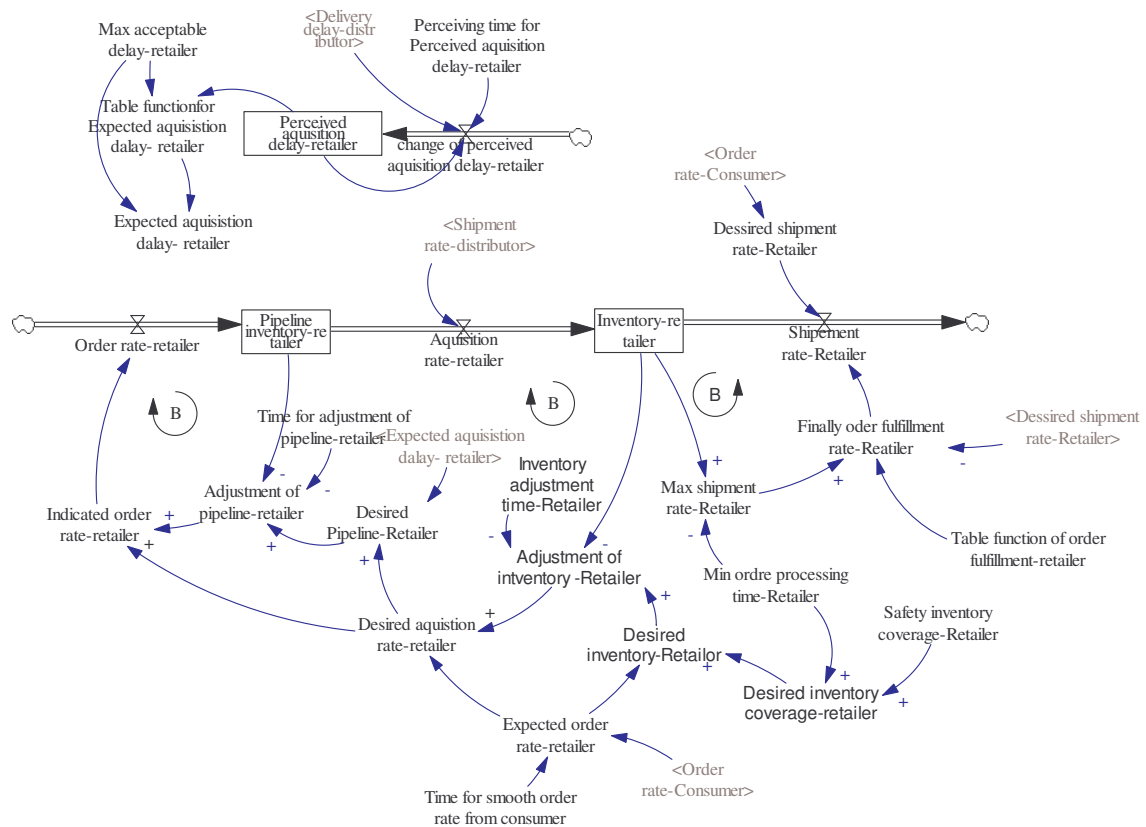 Max acceptable
delay-retailer
<Delivery
delay-distr
ibutor>
Perceiving time for
Perceived aquisition
delay-retailer
Table functionfor
Expected aquisistion
dalay- retailer
Perceived
aqusition
delay-retailer
change of perceived
aquisition delay-retailer
Expected aquisistion
dalay- retailer
<Order
rate-Consumer>
Dessired shipment
rate-Retailer
<Shipment
rate-distributor>
Order rate-retailer
Pipeline
inventory-re
tailer
Aqusition
rate-retailer
Inventory-re
tailer
Shipement
rate-Retailer
B
B
B
Time for adjustment of
pipeline-retailer
<Expected aquisistion
dalay- retailer>
Inventory
adjustment
time-Retailer
Finally oder fulfillment
rate-Reatiler
<Dessired shipment
rate-Retailer>
-
-
-
-
-
-
+
+
Max shipment
rate-Retailer
Indicated order
rate-retailer
+
+
Adjustment of
pipeline-retailer
+
Desired
Pipeline-Retailer
+
Adjustment of
intventory -Retailer
Table function of order
fulfillment-retailer
Min ordre processing
time-Retailer
+
+
Desired aquistion
rate-retailer
Desired
inventory-Retailor
+
Safety inventory
coverage-Retailer
+
+
Desired inventory
coverage-retailer
Expected order
rate-retailer
<Order
rate-Consumer>
Time for smooth order
rate from consumer